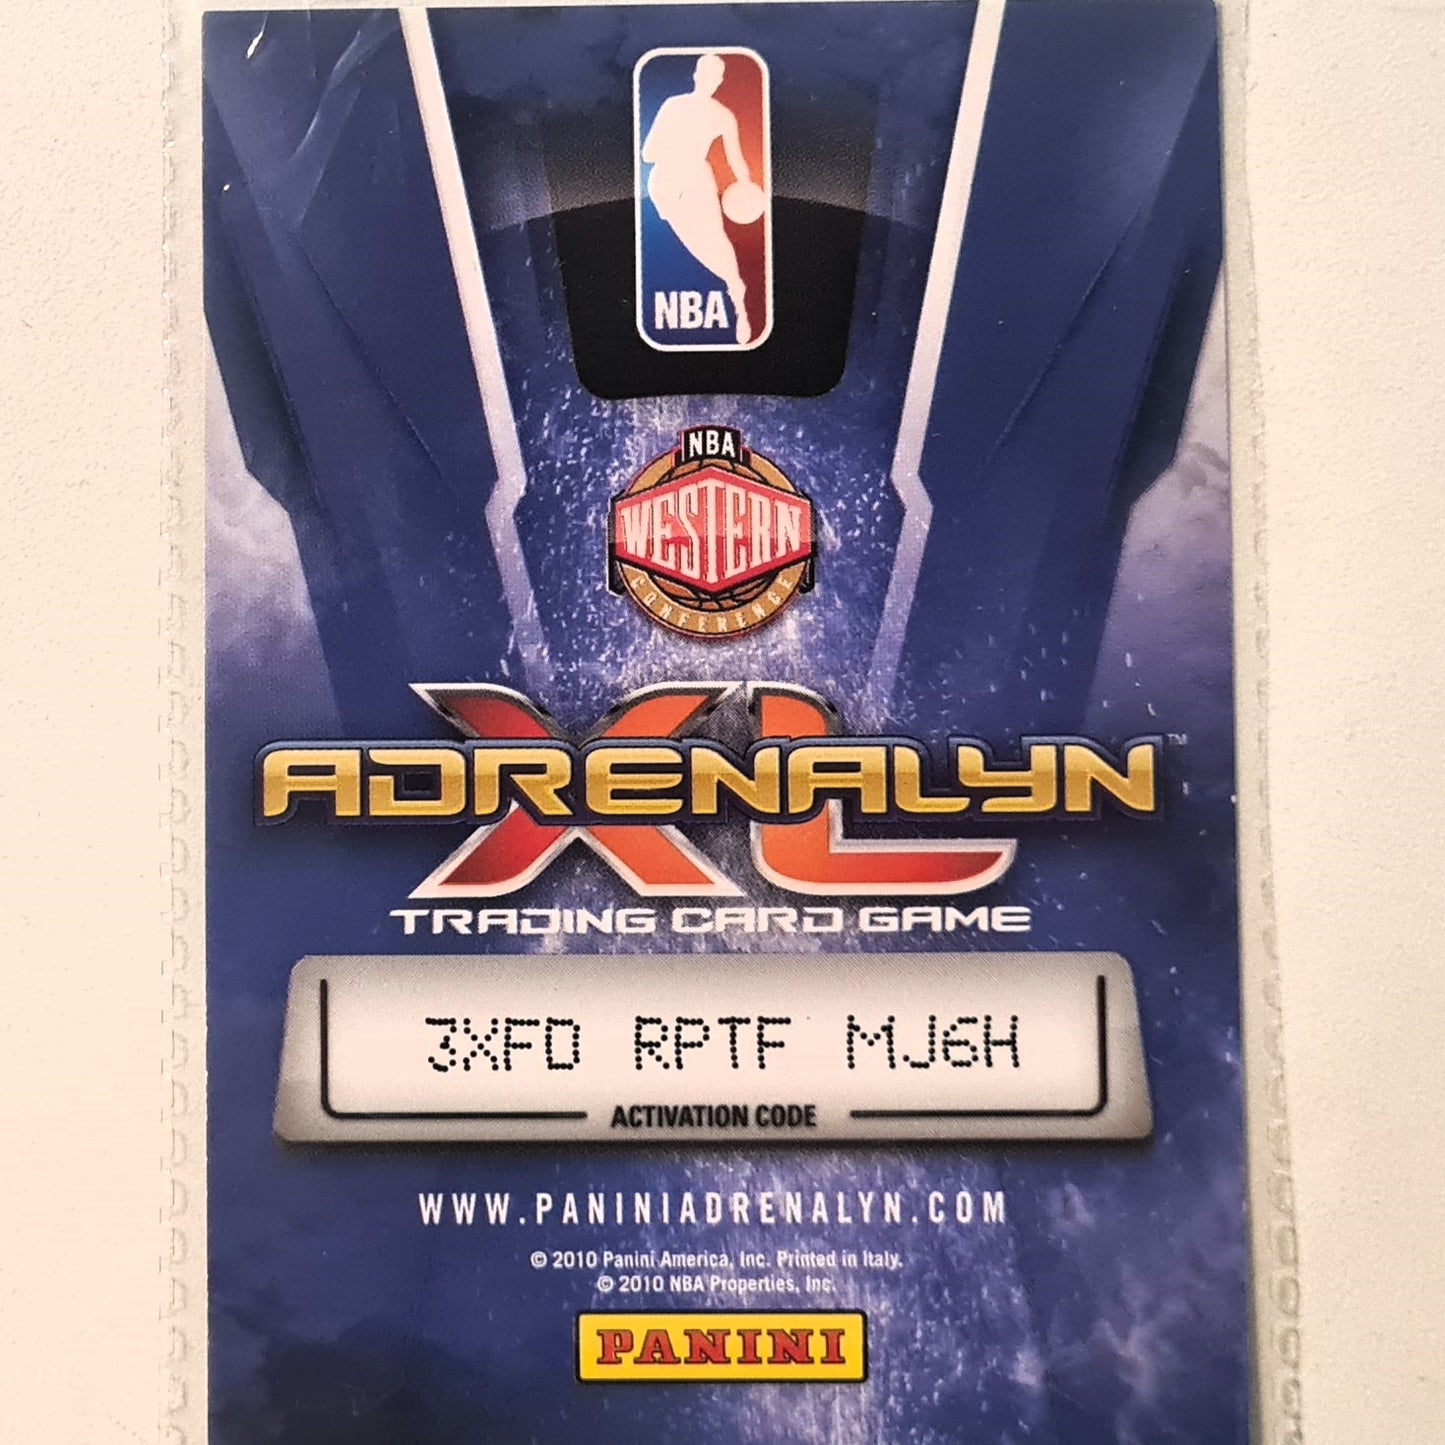 NBA
NBA
WESTERN
CONFERENCE
XL
ADRENALYN™
TRADING CARD GAME
3XFD RPTF MJ6H
ACTIVATION CODE
WWW.PANINIADRENALYN.COM
© 2010 Panini America, Inc. Printed in Italy.
© 2010 NBA Properties, Inc.
PANINI